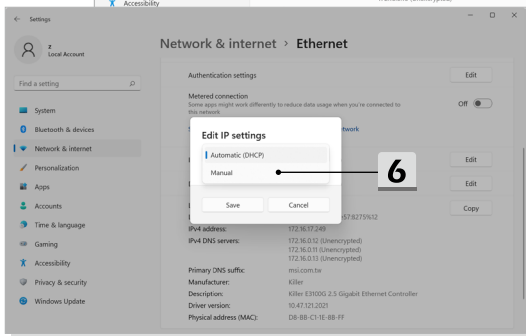 Accessibility
Settings
z
Local Account
Find a setting
System
Bluetooth & devices
Network & internet
Personalization
Apps
Accounts
Time & language
Gaming
Accessibility
Privacy & security
Windows Update
Network & internet > Ethernet
Authentication settings
Edit
Metered connection
Some apps might work differently to reduce data usage when you're connected to
this network
Off
Edit IP settings
Automatic (DHCP)
Manual
6
Save
Cancel
Edit
Edit
Copy
57:8275%12
IPv4 address: 172.16.17.249
IPv4 DNS servers: 172.16.0.12 (Unencrypted)
172.16.0.11 (Unencrypted)
172.16.0.13 (Unencrypted)
Primary DNS suffix: msi.com.tw
Manufacturer: Killer
Description: Killer E3100G 2.5 Gigabit Ethernet Controller
Driver version: 10.47.121.2021
Physical address (MAC): D8-BB-C1-1E-8B-FF